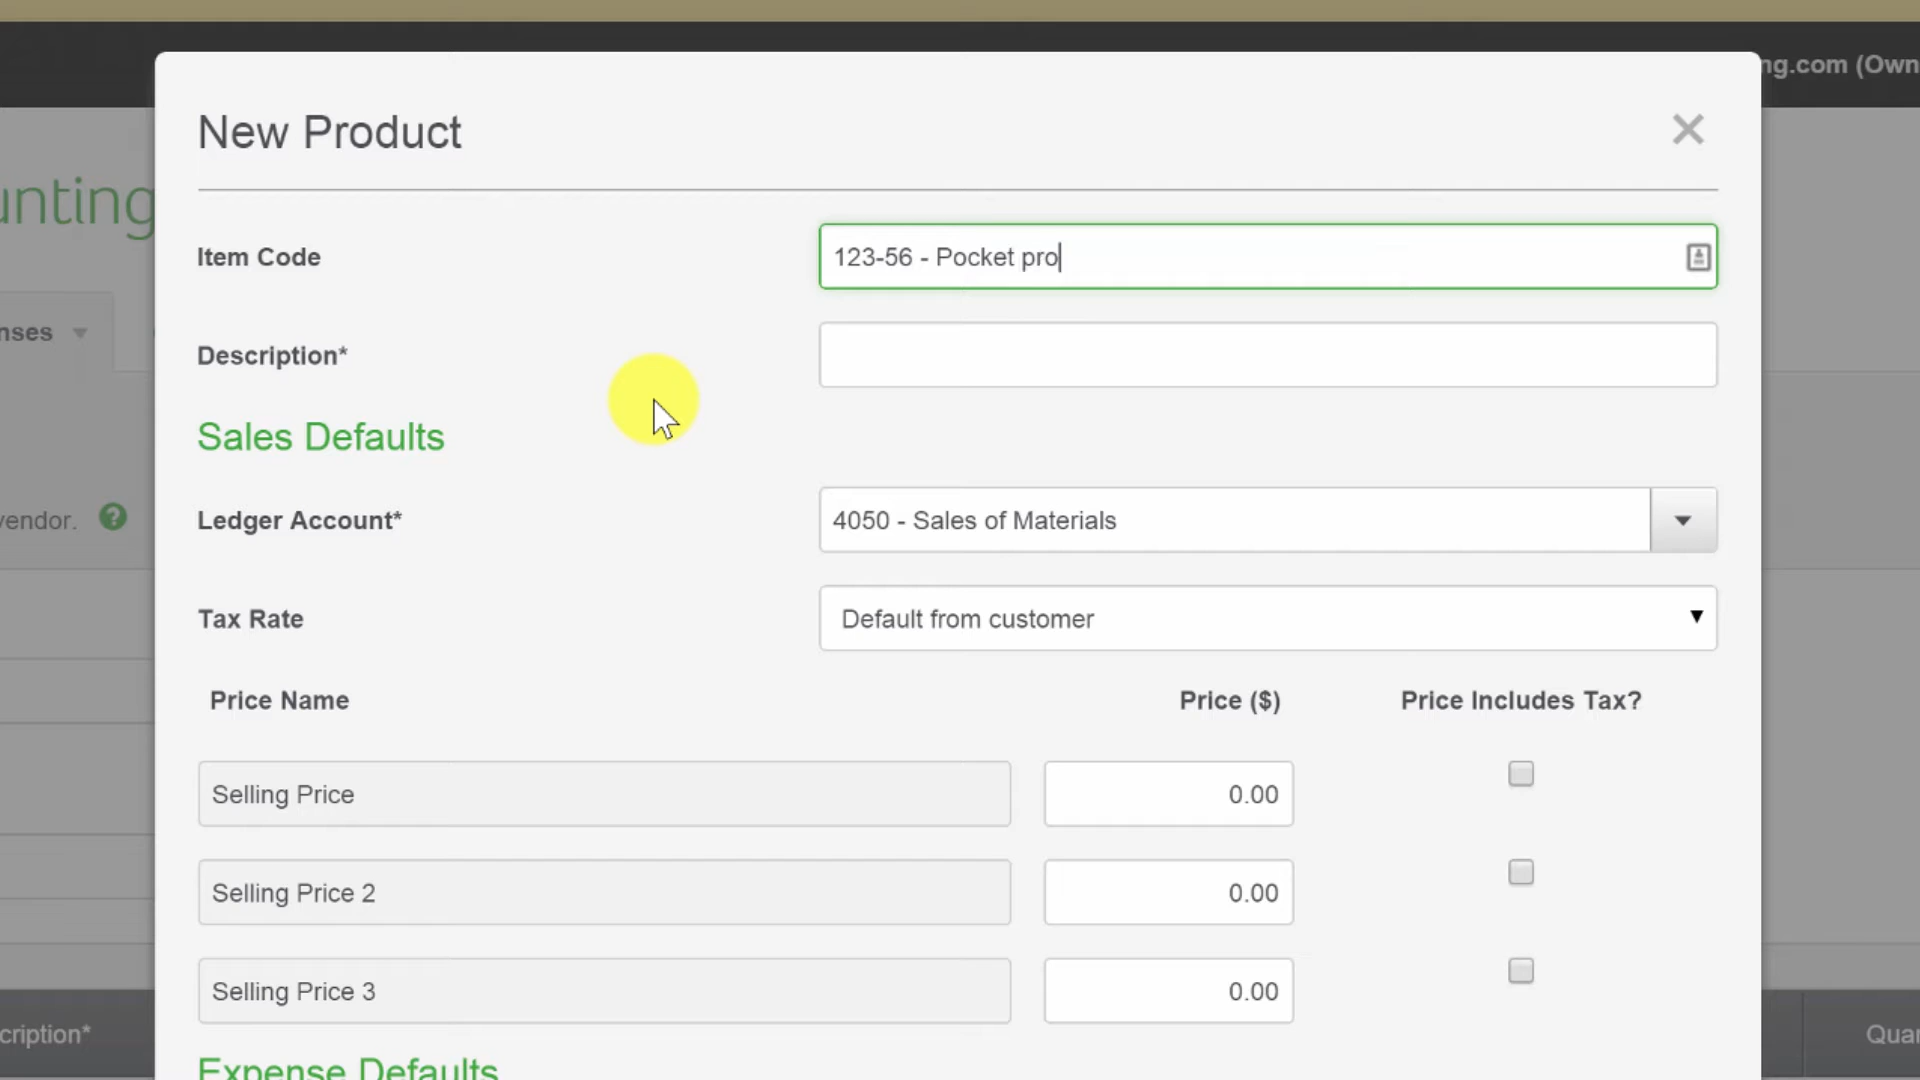 ng.com (Own
New Product
unting
Item Code
123-56 - Pocket pro
nses
Description*
Sales Defaults
vendor.
?
Ledger Account*
4050 - Sales of Materials
Tax Rate
Default from customer
Price Name
Price ($)
Price Includes Tax?
Selling Price
0.00
Selling Price 2
0.00
Selling Price 3
0.00
cription*
Quan
Expense Defaults